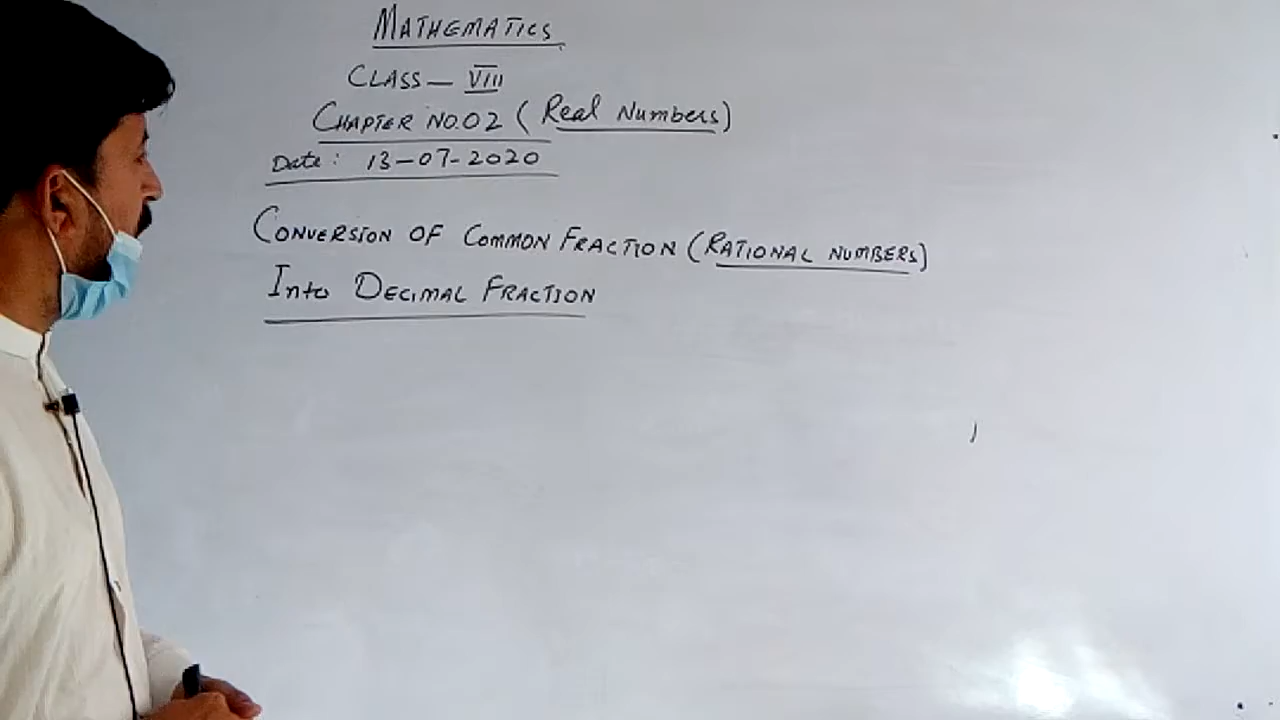 MATHEMATICS
CLASS - VIII
CHAPTER NO.02 (Real Numbers)
Date: 13-07-2020
CONVERSION OF COMMON FRACTION (RATIONAL NUMBERS)
Into DECIMAL FRACTION